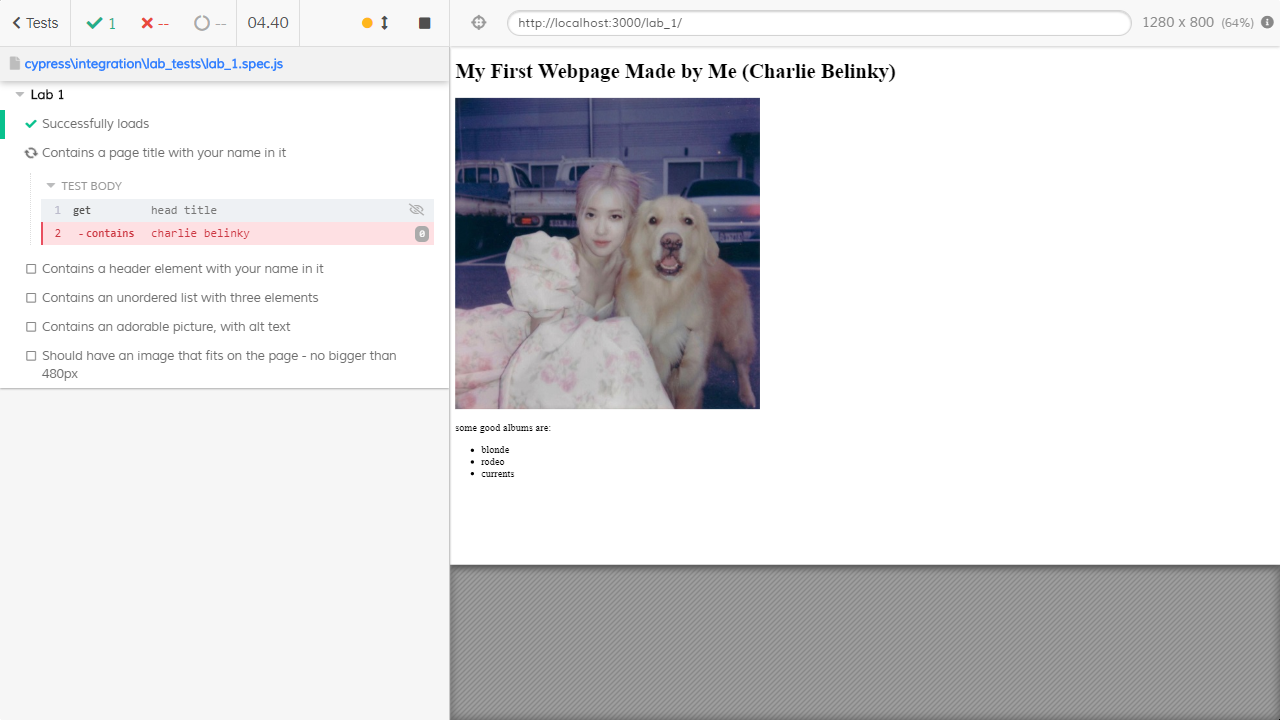 Tests
1
--
--
04.40
http://localhost:3000/lab_1/
1280 x 800 (64%)
cypress\integration\lab_tests\lab_1.spec.js
Lab 1
Successfully loads
Contains a page title with your name in it
TEST BODY
1 get head title
2 -contains charlie belinky 0
Contains a header element with your name in it
Contains an unordered list with three elements
Contains an adorable picture, with alt text
Should have an image that fits on the page - no bigger than
480px
My First Webpage Made by Me (Charlie Belinky)
some good albums are:
blonde
rodeo
currents